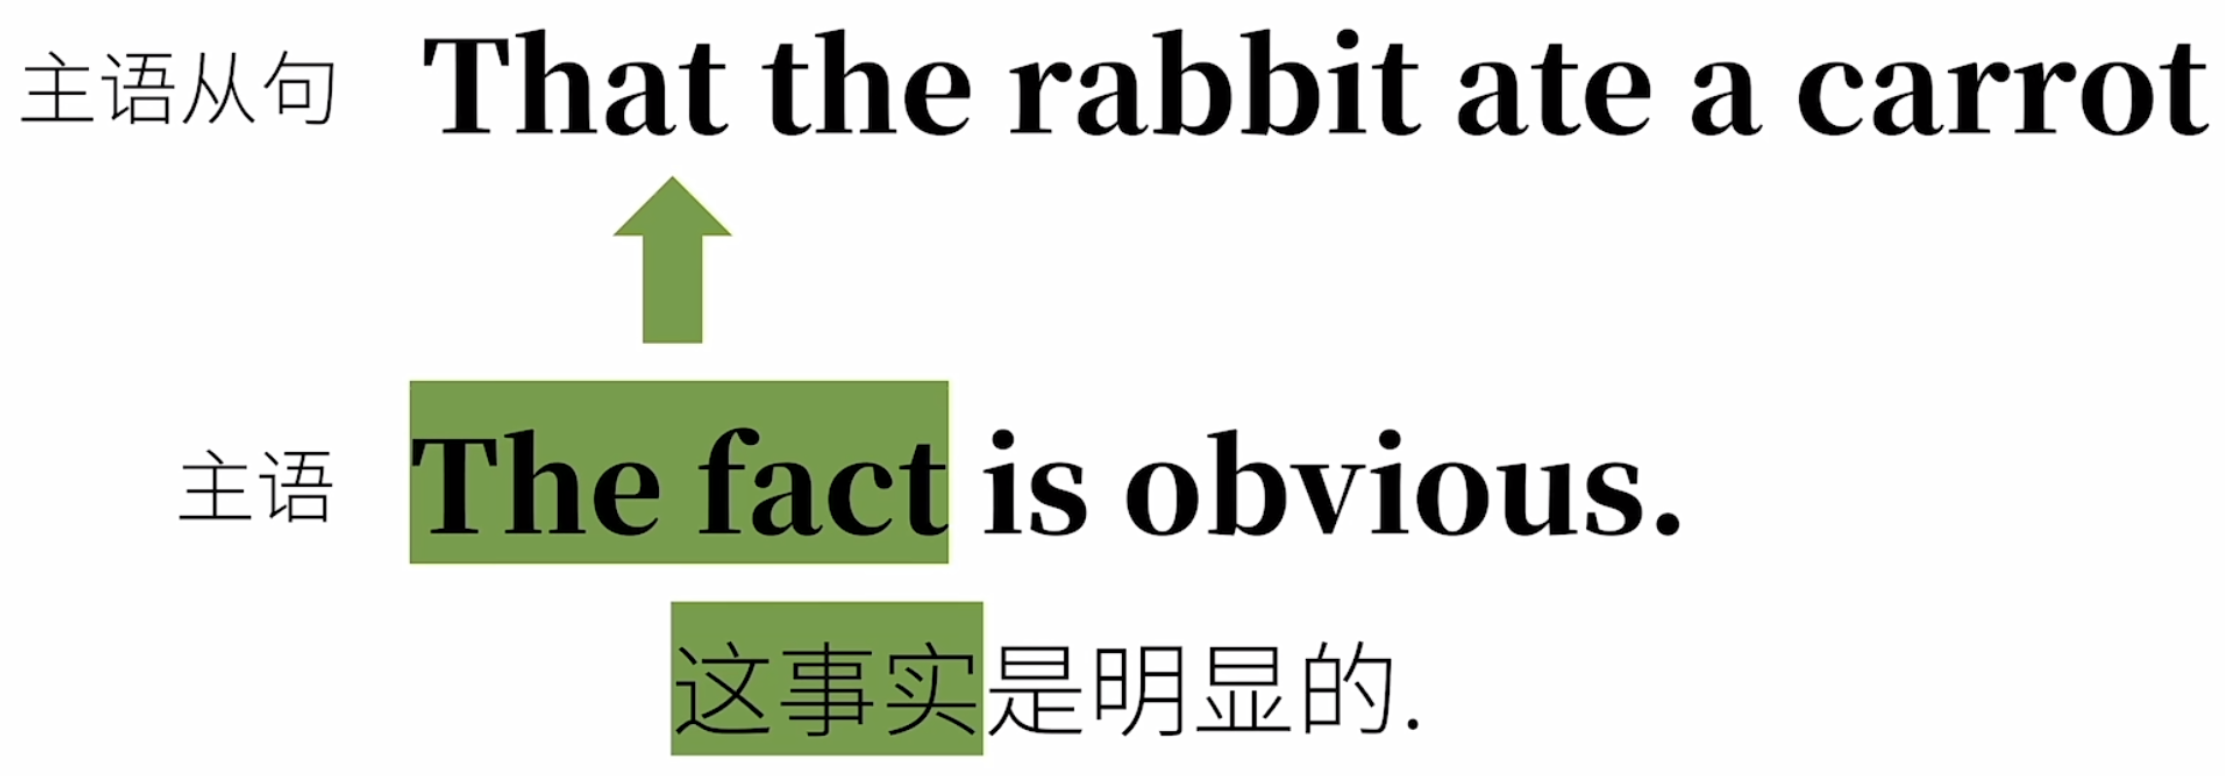 主语从句 That the rabbit ate a carrot
主语 The fact is obvious.
这事实是明显的.